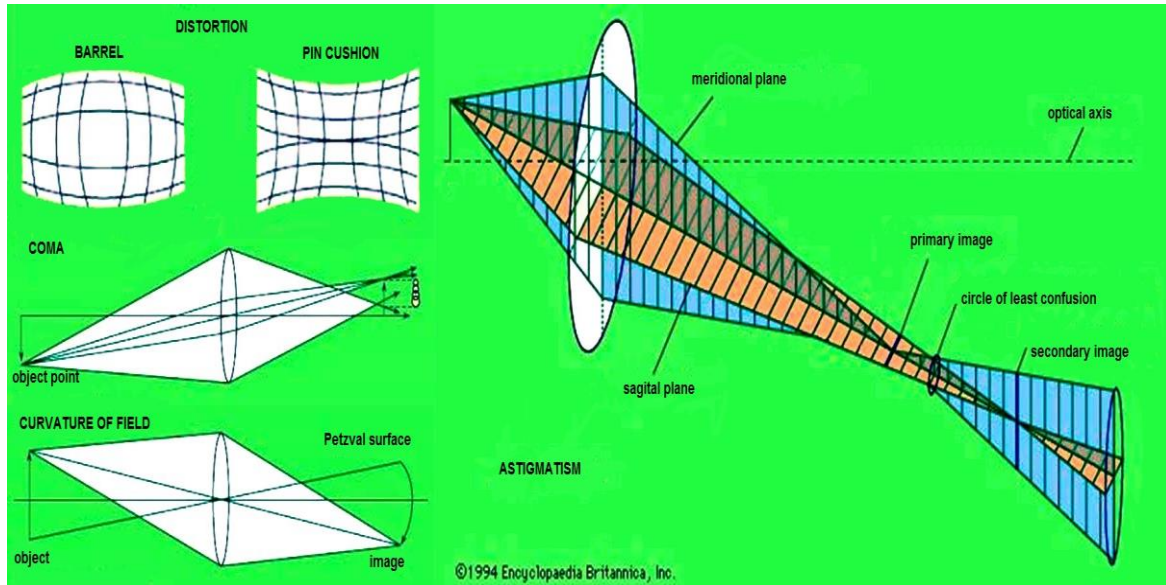 DISTORTION
BARREL
PIN CUSHION
COMA
object point
CURVATURE OF FIELD
Petzval surface
object
image
meridional plane
optical axis
primary image
circle of least confusion
secondary image
sagital plane
ASTIGMATISM
©1994 Encyclopaedia Britannica, Inc.